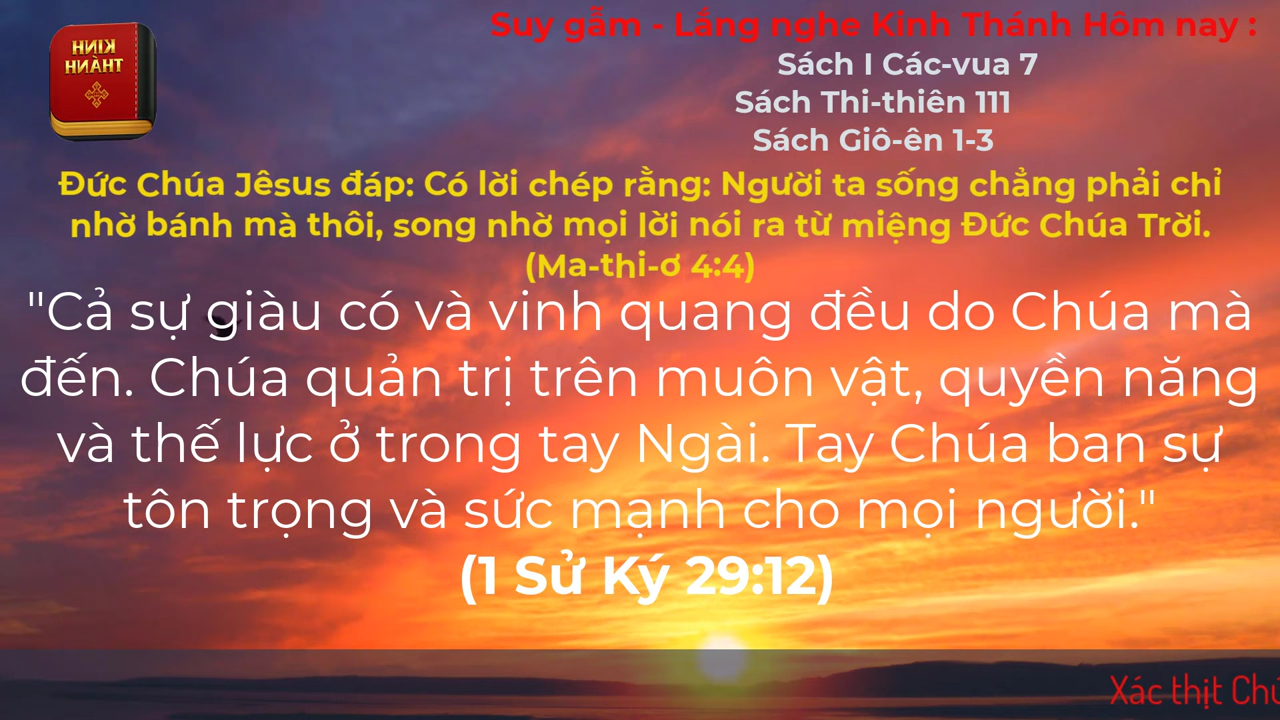 KINH
THÀNH
Suy gẫm - Lắng nghe Kinh Thánh Hôm nay :
Sách I Các-vua 7
Sách Thi-thiên 111
Sách Giô-ên 1-3
Đức Chúa Jêsus đáp: Có lời chép rằng: Người ta sống chẳng phải chỉ
nhờ bánh mà thôi, song nhờ mọi lời nói ra từ miệng Đức Chúa Trời.
(Ma-thi-ơ 4:4)
"Cả sự giàu có và vinh quang đều do Chúa mà
đến. Chúa quản trị trên muôn vật, quyền năng
và thế lực ở trong tay Ngài. Tay Chúa ban sự
tôn trọng và sức mạnh cho mọi người."
(1 Sử Ký 29:12)
Xác thịt